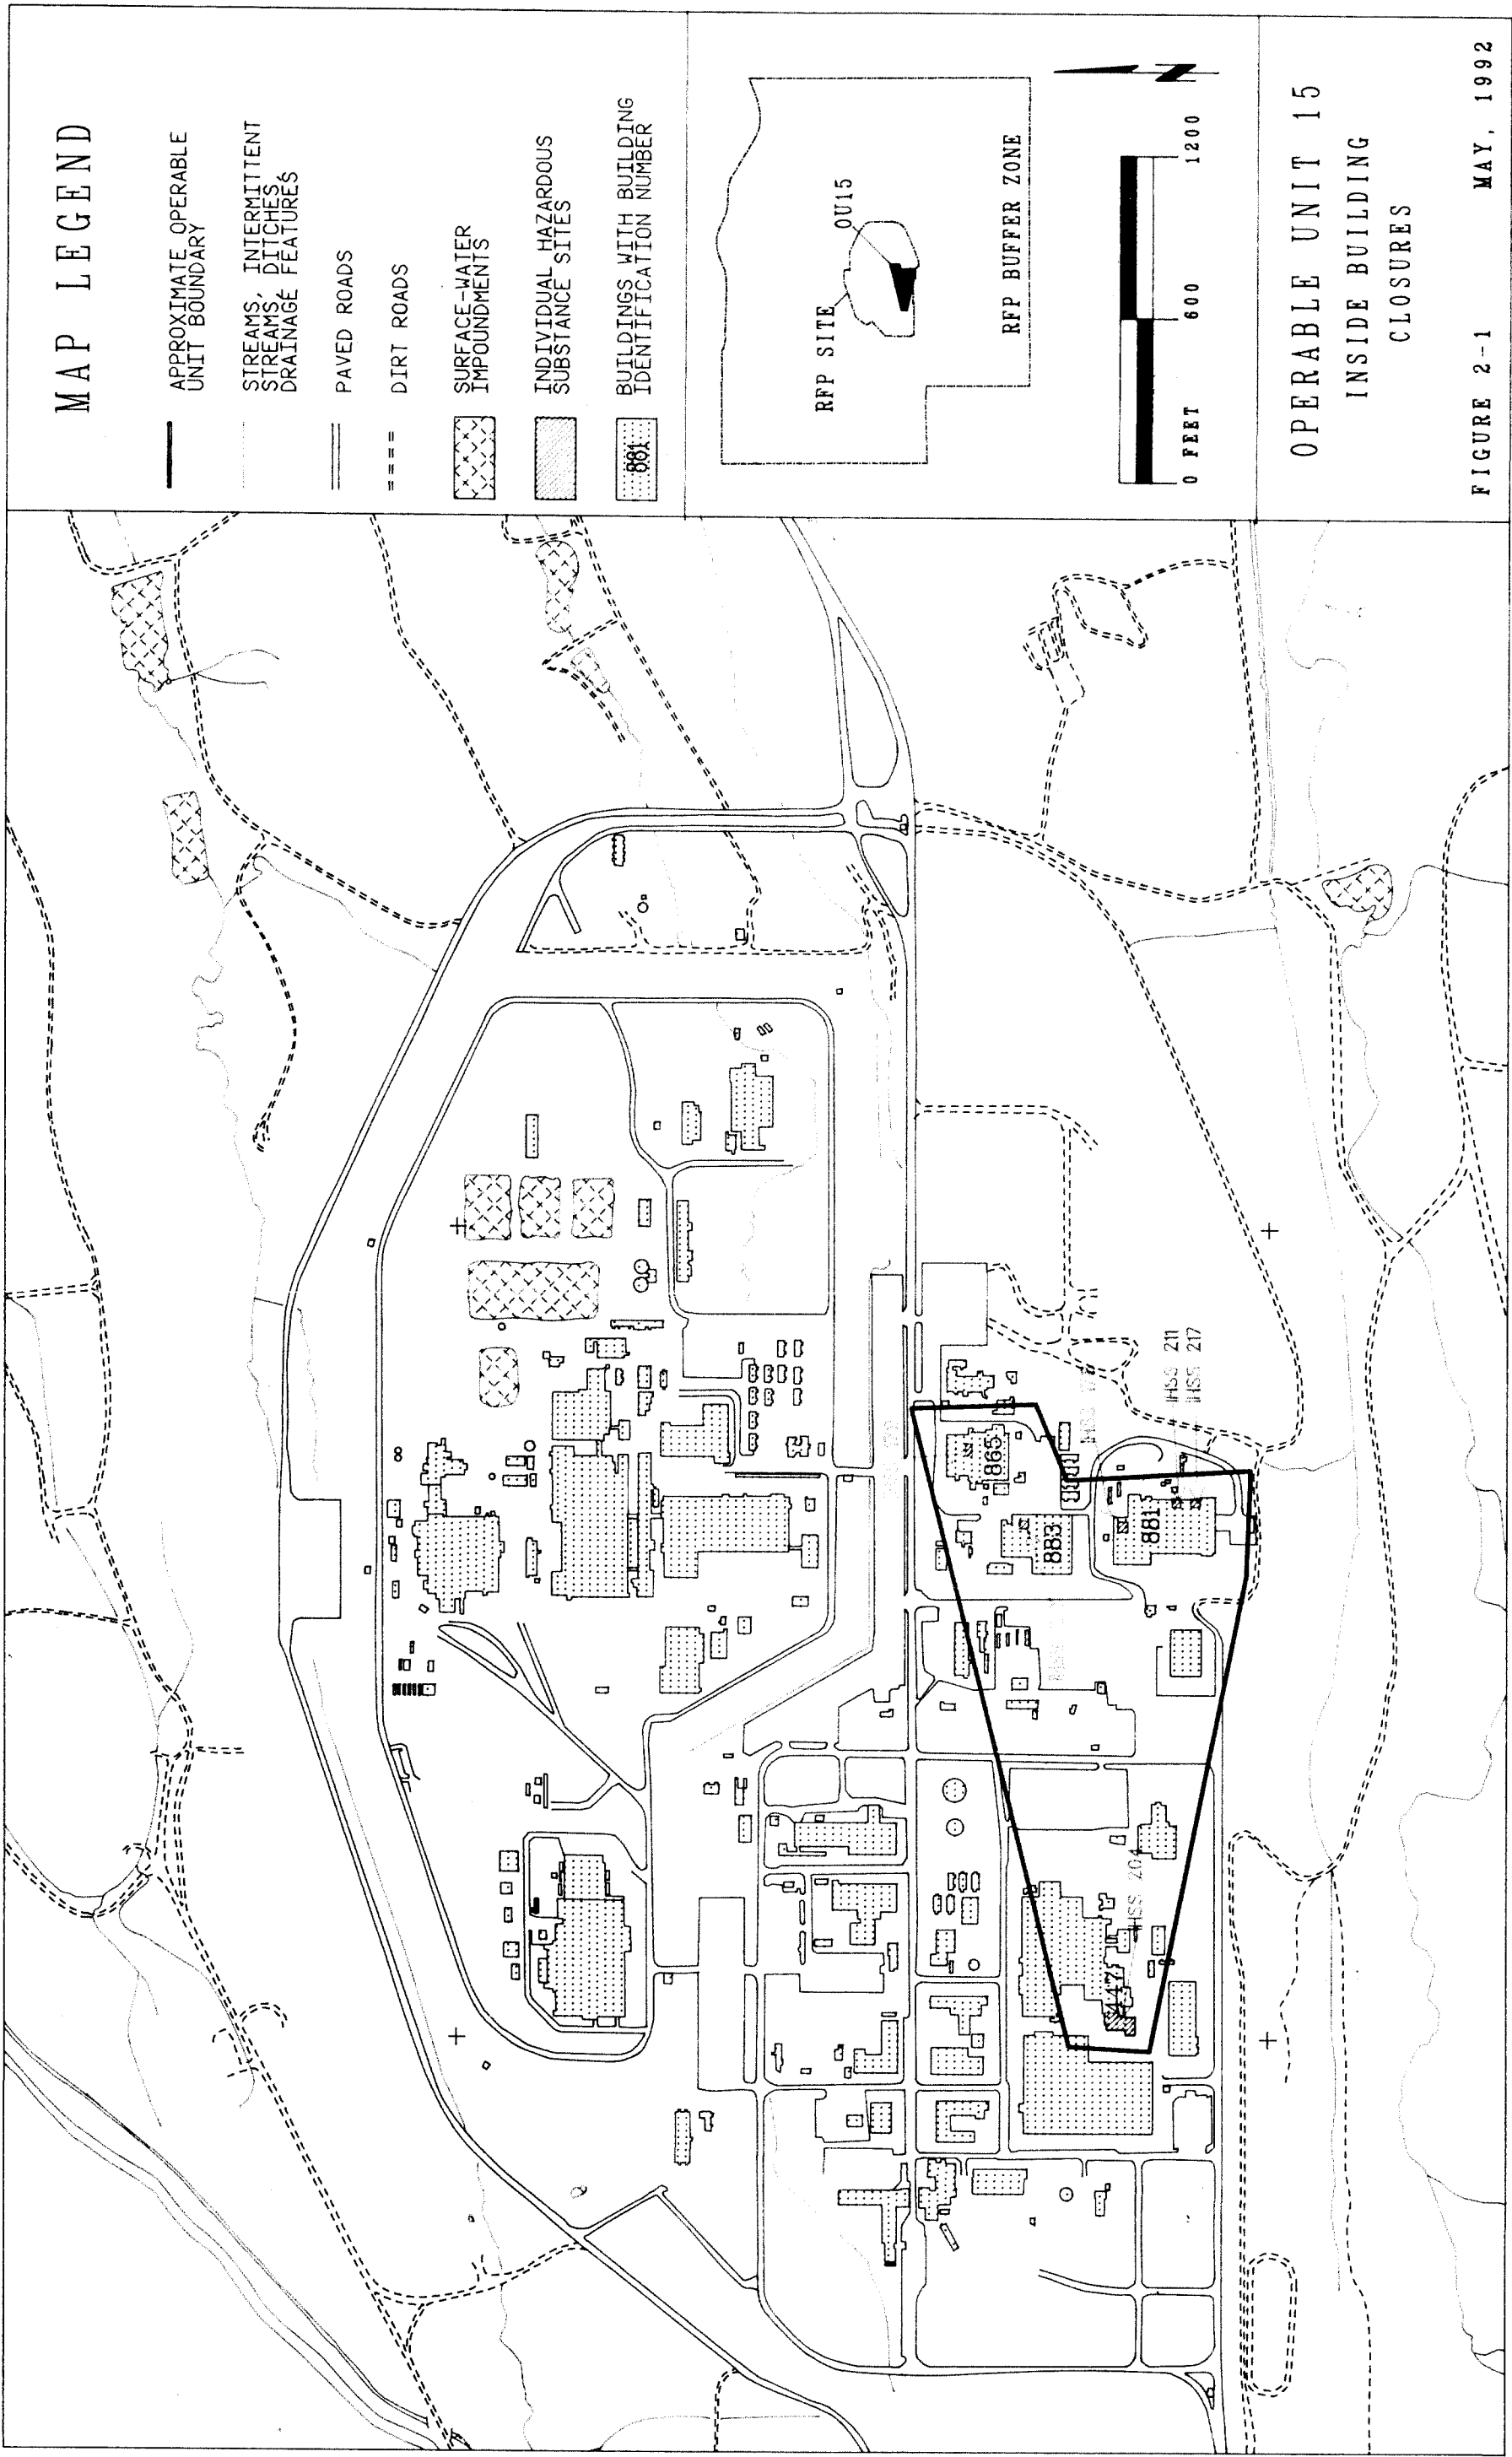 MAP LEGEND
APPROXIMATE OPERABLE
UNIT BOUNDARY
STREAMS, INTERMITTENT
STREAMS, DITCHES
DRAINAGE FEATURES
PAVED ROADS
DIRT ROADS
SURFACE-WATER
IMPOUNDMENTS
INDIVIDUAL HAZARDOUS
SUBSTANCE SITES
881
BUILDINGS WITH BUILDING
IDENTIFICATION NUMBER
RFP SITE
OU15
RFP BUFFER ZONE
N
0 FEET
600
1200
OPERABLE UNIT 15
INSIDE BUILDING
CLOSURES
FIGURE 2-1
MAY, 1992
865
883
881
447
IHSS 204
IHSS
IHSS 211
IHSS 217